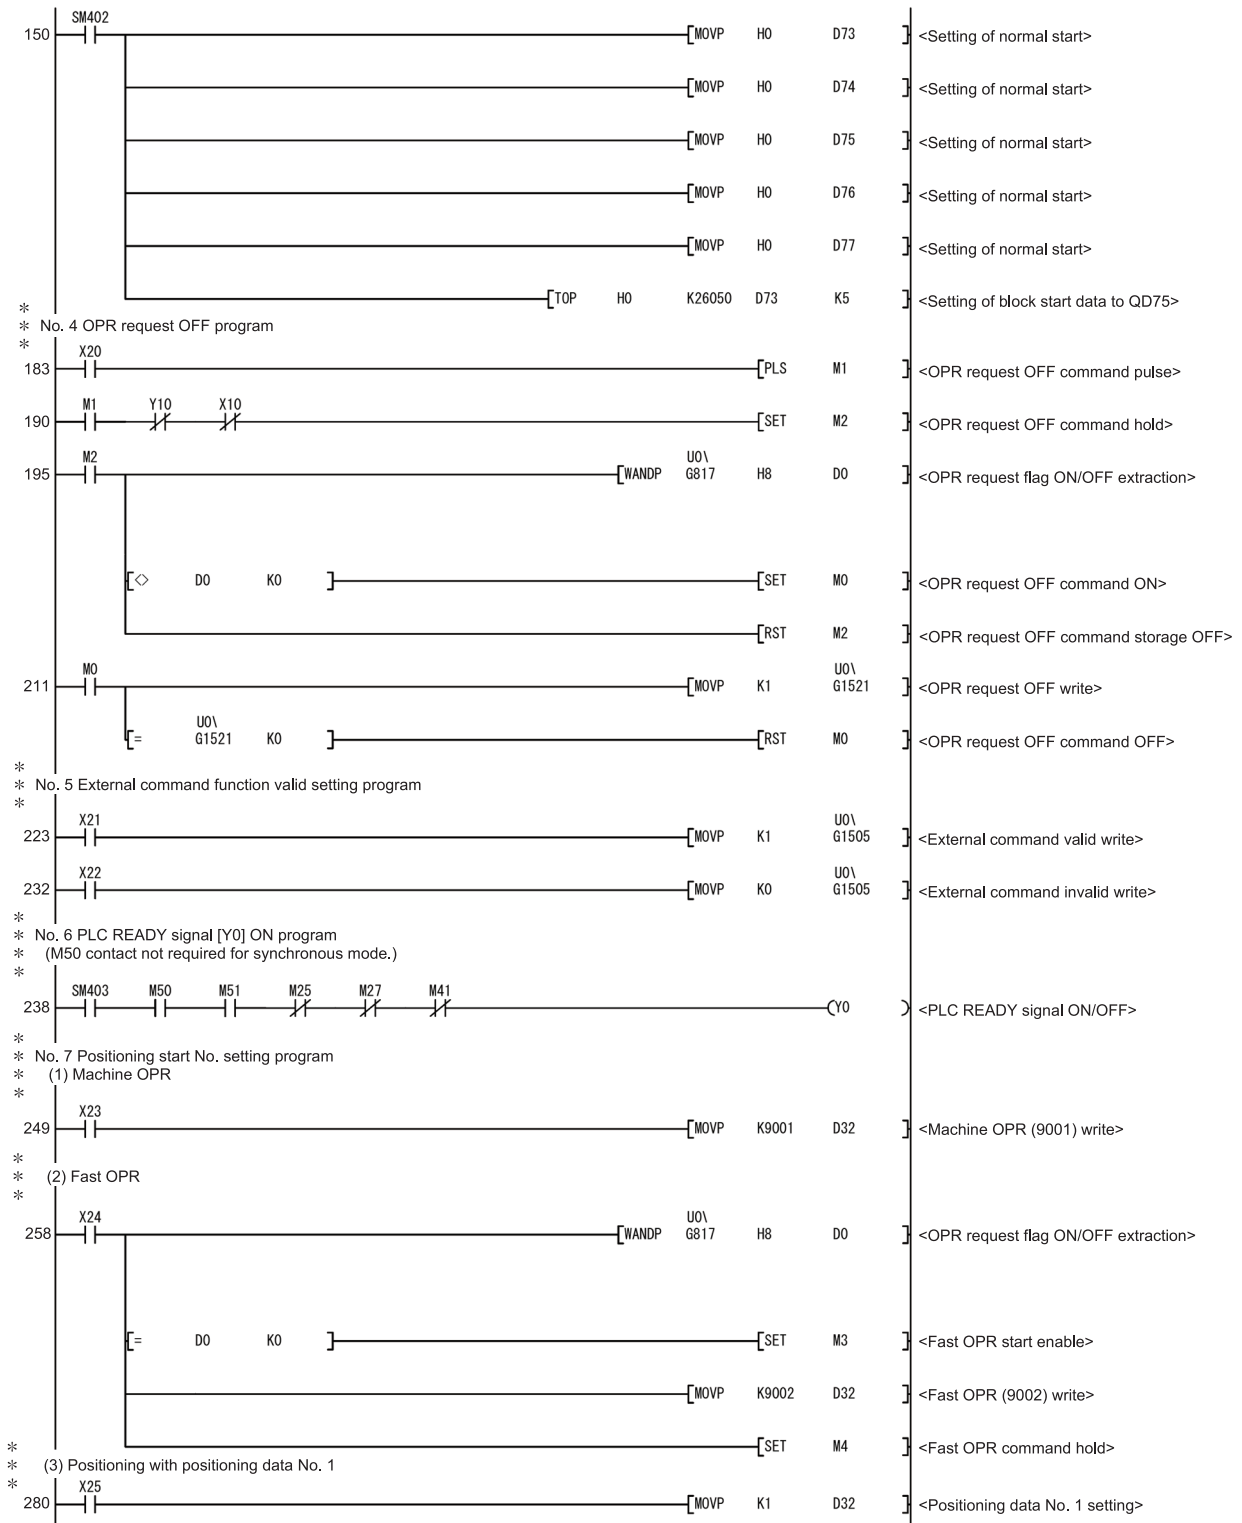 SM402
150 MOVP H0 D73 <Setting of normal start>
MOVP H0 D74 <Setting of normal start>
MOVP H0 D75 <Setting of normal start>
MOVP H0 D76 <Setting of normal start>
MOVP H0 D77 <Setting of normal start>
TOP H0 K26050 D73 K5 <Setting of block start data to QD75>
*
* No. 4 OPR request OFF program
*
X20
183 PLS M1 <OPR request OFF command pulse>
M1 Y10 X10
190 SET M2 <OPR request OFF command hold>
M2 U0\
195 WANDP G817 H8 D0 <OPR request flag ON/OFF extraction>
<> D0 K0 SET M0 <OPR request OFF command ON>
RST M2 <OPR request OFF command storage OFF>
M0 U0\
211 MOVP K1 G1521 <OPR request OFF write>
U0\
= G1521 K0 RST M0 <OPR request OFF command OFF>
*
* No. 5 External command function valid setting program
*
X21 U0\
223 MOVP K1 G1505 <External command valid write>
X22 U0\
232 MOVP K0 G1505 <External command invalid write>
*
* No. 6 PLC READY signal [Y0] ON program
* (M50 contact not required for synchronous mode.)
*
SM403 M50 M51 M25 M27 M41
238 Y0 <PLC READY signal ON/OFF>
*
* No. 7 Positioning start No. setting program
* (1) Machine OPR
*
X23
249 MOVP K9001 D32 <Machine OPR (9001) write>
*
* (2) Fast OPR
*
X24 U0\
258 WANDP G817 H8 D0 <OPR request flag ON/OFF extraction>
= D0 K0 SET M3 <Fast OPR start enable>
MOVP K9002 D32 <Fast OPR (9002) write>
SET M4 <Fast OPR command hold>
*
* (3) Positioning with positioning data No. 1
*
X25
280 MOVP K1 D32 <Positioning data No. 1 setting>